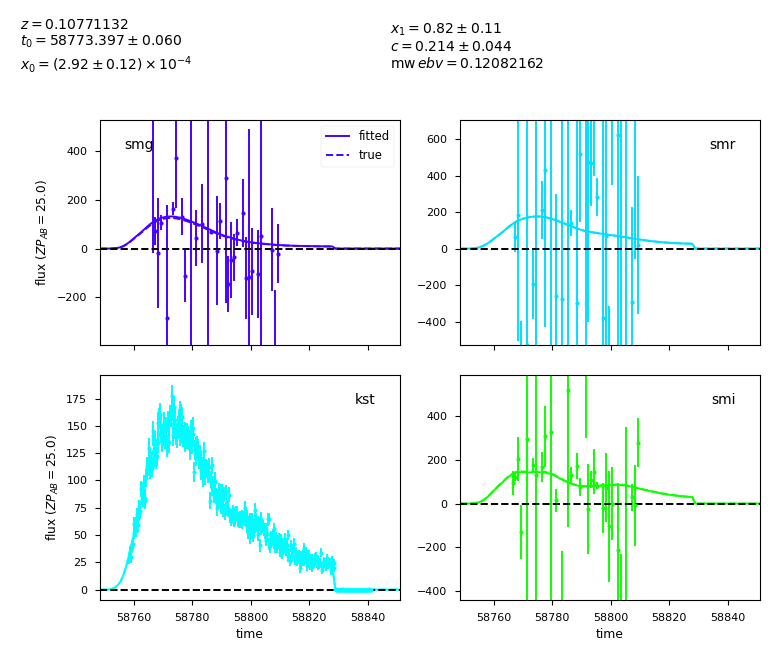 z = 0.10771132
t₀ = 58773.397 ± 0.060
x₀ = (2.92 ± 0.12) × 10⁻⁴
x₁ = 0.82 ± 0.11
c = 0.214 ± 0.044
mw ebv = 0.12082162
smg
fitted
true
400
200
0
−200
flux (ZP_AB = 25.0)
smr
600
400
200
0
−200
−400
kst
175
150
125
100
75
50
25
0
flux (ZP_AB = 25.0)
58760 58780 58800 58820 58840
time
smi
400
200
0
−200
−400
58760 58780 58800 58820 58840
time